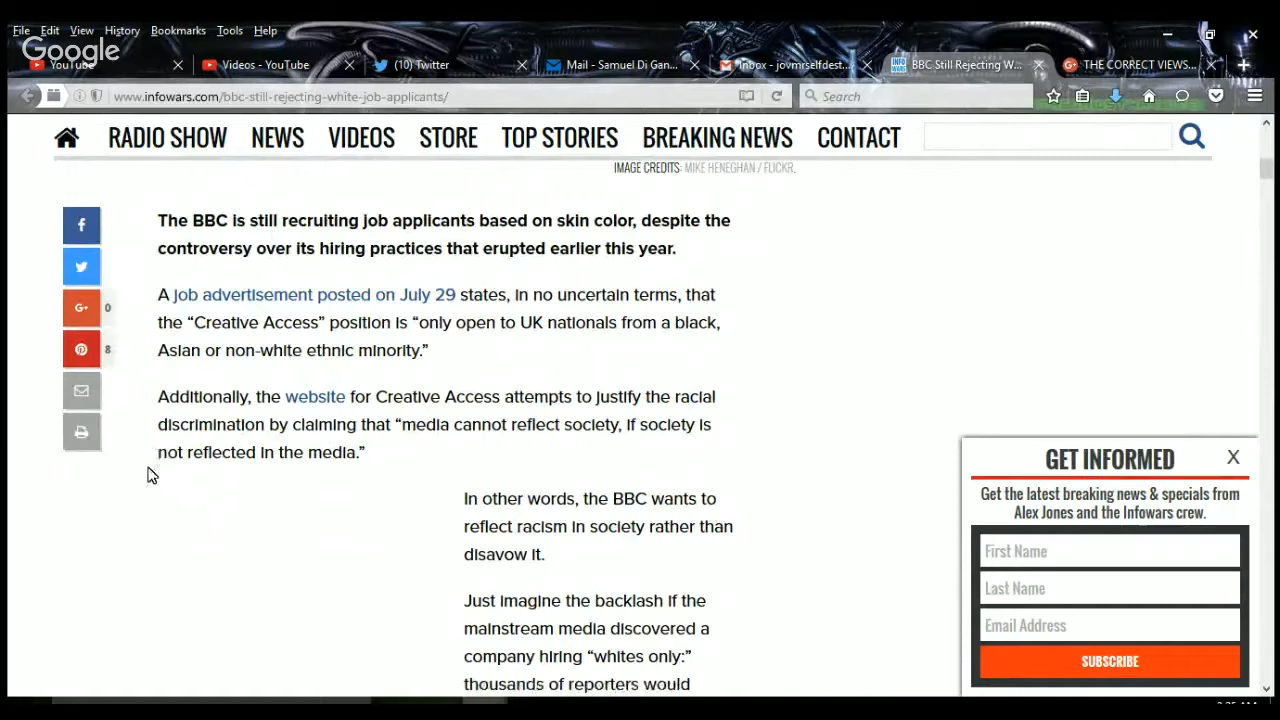 File Edit View History Bookmarks Tools Help
Google
YouTube
Videos - YouTube
(10) Twitter
Mail - Samuel Di Gan...
Inbox - jovmrselfdest...
INFO WARS
BBC Still Rejecting W...
THE CORRECT VIEWS...
www.infowars.com/bbc-still-rejecting-white-job-applicants/
Search
RADIO SHOW NEWS VIDEOS STORE TOP STORIES BREAKING NEWS CONTACT
IMAGE CREDITS: MIKE HENEGHAN / FLICKR.
The BBC is still recruiting job applicants based on skin color, despite the
controversy over its hiring practices that erupted earlier this year.
A job advertisement posted on July 29 states, in no uncertain terms, that
the “Creative Access” position is “only open to UK nationals from a black,
Asian or non-white ethnic minority.”
Additionally, the website for Creative Access attempts to justify the racial
discrimination by claiming that “media cannot reflect society, if society is
not reflected in the media.”
In other words, the BBC wants to
reflect racism in society rather than
disavow it.
Just imagine the backlash if the
mainstream media discovered a
company hiring “whites only:”
thousands of reporters would
0
8
GET INFORMED X
Get the latest breaking news & specials from
Alex Jones and the Infowars crew.
First Name
Last Name
Email Address
SUBSCRIBE